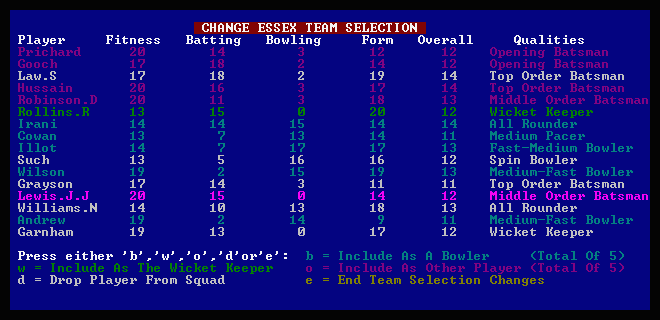 CHANGE ESSEX TEAM SELECTION
Player Fitness Batting Bowling Form Overall Qualities
Prichard 20 14 3 12 12 Opening Batsman
Gooch 17 18 2 14 12 Opening Batsman
Law.S 17 18 2 19 14 Top Order Batsman
Hussain 20 16 3 17 14 Top Order Batsman
Robinson.D 20 11 3 18 13 Middle Order Batsman
Rollins.R 13 15 0 20 12 Wicket Keeper
Irani 14 14 15 14 14 All Rounder
Cowan 13 7 13 14 11 Medium Pacer
Illot 14 7 17 17 13 Fast-Medium Bowler
Such 13 5 16 16 12 Spin Bowler
Wilson 19 2 15 19 13 Medium-Fast Bowler
Grayson 17 14 3 11 11 Top Order Batsman
Lewis.J.J 20 15 0 14 12 Middle Order Batsman
Williams.N 14 10 13 18 13 All Rounder
Andrew 19 2 14 9 11 Medium-Fast Bowler
Garnham 19 13 0 17 12 Wicket Keeper
Press either 'b','w','o','d'or'e': b = Include As A Bowler (Total Of 5)
w = Include As The Wicket Keeper o = Include As Other Player (Total Of 5)
d = Drop Player From Squad e = End Team Selection Changes